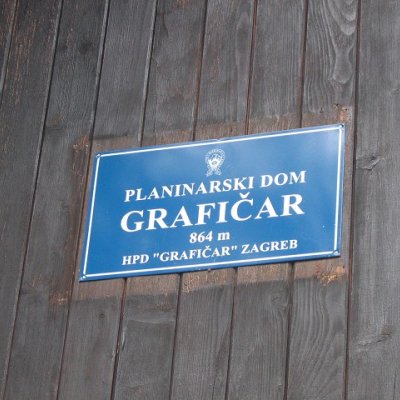 PLANINARSKI DOM
GRAFIČAR
864 m
HPD "GRAFIČAR" ZAGREB